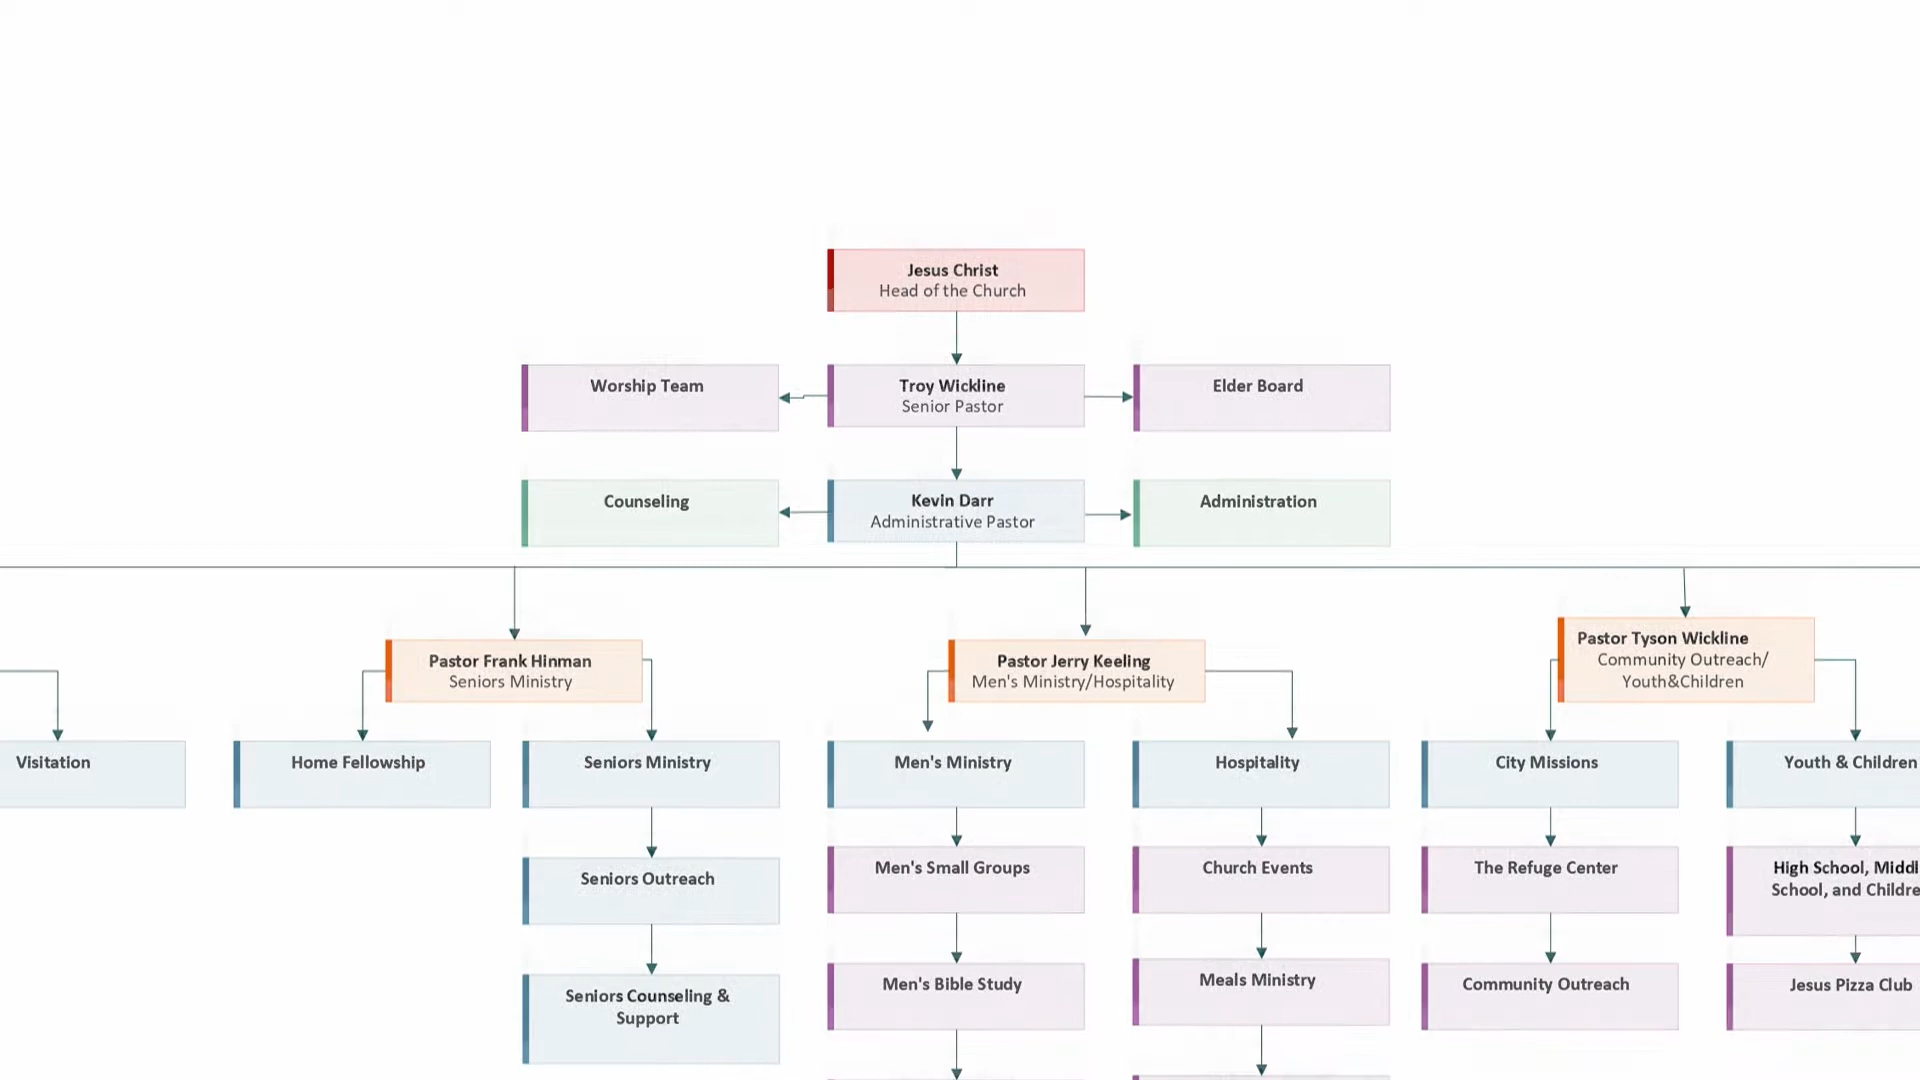 Jesus Christ
Head of the Church
Worship Team
Troy Wickline
Senior Pastor
Elder Board
Counseling
Kevin Darr
Administrative Pastor
Administration
Pastor Frank Hinman
Seniors Ministry
Pastor Jerry Keeling
Men's Ministry/Hospitality
Pastor Tyson Wickline
Community Outreach/
Youth&Children
Visitation
Home Fellowship
Seniors Ministry
Men's Ministry
Hospitality
City Missions
Youth & Children
Seniors Outreach
Men's Small Groups
Church Events
The Refuge Center
High School, Middl
School, and Childre
Seniors Counseling &
Support
Men's Bible Study
Meals Ministry
Community Outreach
Jesus Pizza Club